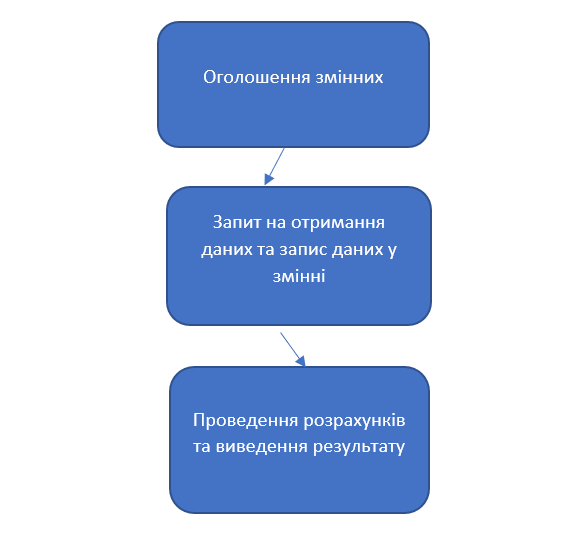 Оголошення змінних
Запит на отримання
даних та запис даних у
змінні
Проведення розрахунків
та виведення результату